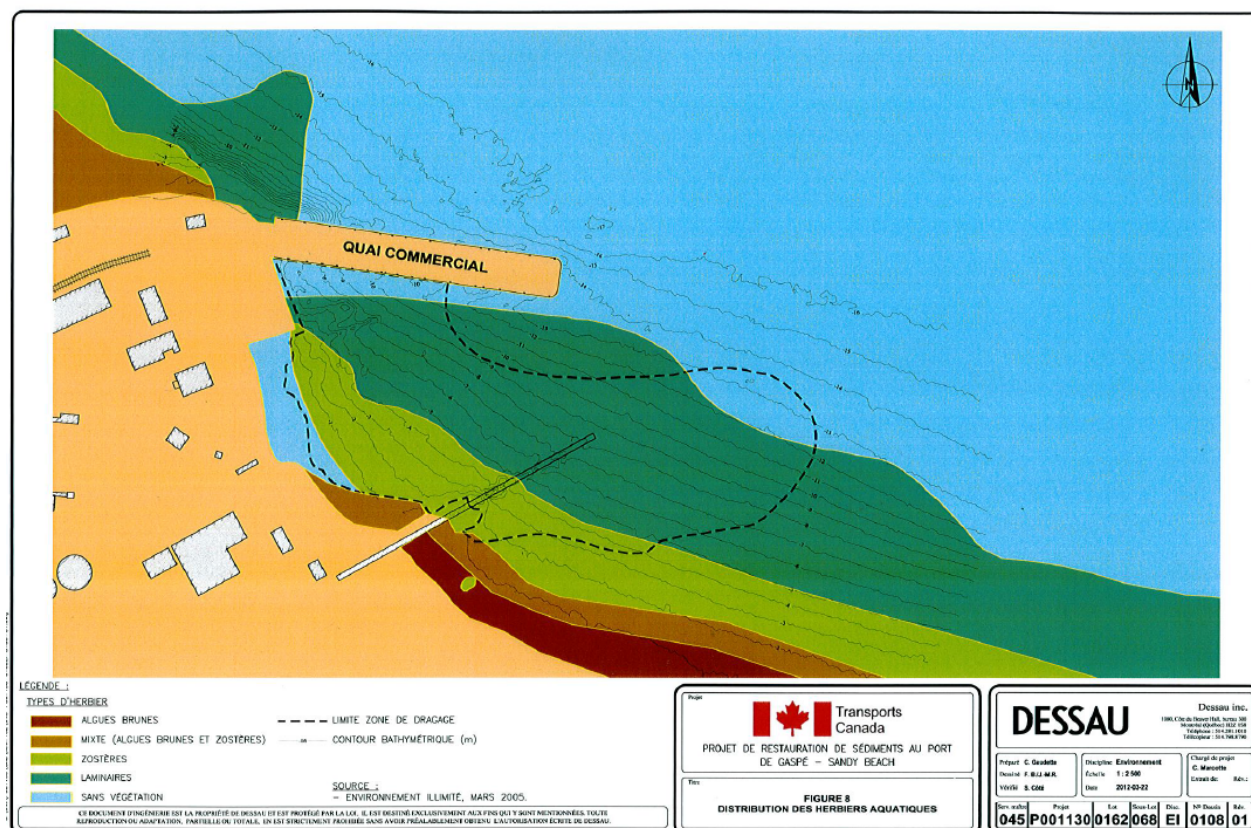 QUAI COMMERCIAL
LÉGENDE :
TYPES D'HERBIER
ALGUES BRUNES
MIXTE (ALGUES BRUNES ET ZOSTÈRES)
ZOSTÈRES
LAMINAIRES
SANS VÉGÉTATION
LIMITE ZONE DE DRAGAGE
CONTOUR BATHYMÉTRIQUE (m)
SOURCE :
- ENVIRONNEMENT ILLIMITÉ, MARS 2005.
CE DOCUMENT D'INGÉNIERIE EST LA PROPRIÉTÉ DE DESSAU ET EST PROTÉGÉ PAR LA LOI. IL EST DESTINÉ EXCLUSIVEMENT AUX FINS QUI Y SONT MENTIONNÉES. TOUTE
REPRODUCTION OU ADAPTATION, PARTIELLE OU TOTALE, EN EST STRICTEMENT PROHIBÉE SANS AVOIR PRÉALABLEMENT OBTENU L'AUTORISATION ÉCRITE DE DESSAU.
Projet
Transports
Canada
PROJET DE RESTAURATION DE SÉDIMENTS AU PORT
DE GASPÉ - SANDY BEACH
Titre
FIGURE 8
DISTRIBUTION DES HERBIERS AQUATIQUES
DESSAU
Dessau inc.
Préparé C. Gaudette
Discipline Environnement
Chargé de projet
C. Marcotte
Échelle 1 : 2 500
Extrait de: Rév.:
Vérifié S. Côté
Date 2012-03-22
Serv. maître Projet Lot Sous-Lot Disc. Nº Dessin Rév.
045 P001130 0162 068 EI 0108 01